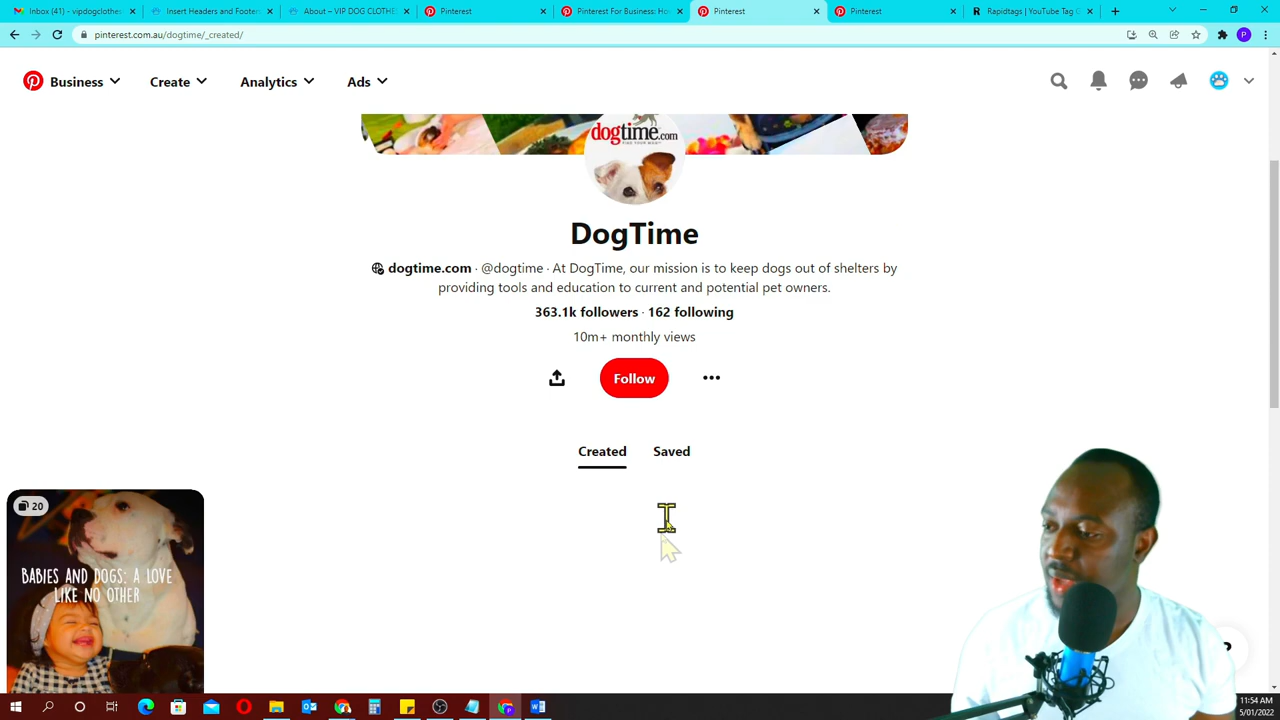 Inbox (41) - vipdogclothes
Insert Headers and Footers
About – VIP DOG CLOTHES
Pinterest
Pinterest For Business: Ho
Pinterest
Pinterest
Rapidtags | YouTube Tag
pinterest.com.au/dogtime/_created/
P
Business
Create
Analytics
Ads
dogtime.com
FIND YOUR WOOF!
DogTime
dogtime.com · @dogtime · At DogTime, our mission is to keep dogs out of shelters by
providing tools and education to current and potential pet owners.
363.1k followers · 162 following
10m+ monthly views
Follow
Created
Saved
20
BABIES AND DOGS: A LOVE
LIKE NO OTHER
11:54 AM
5/01/2022